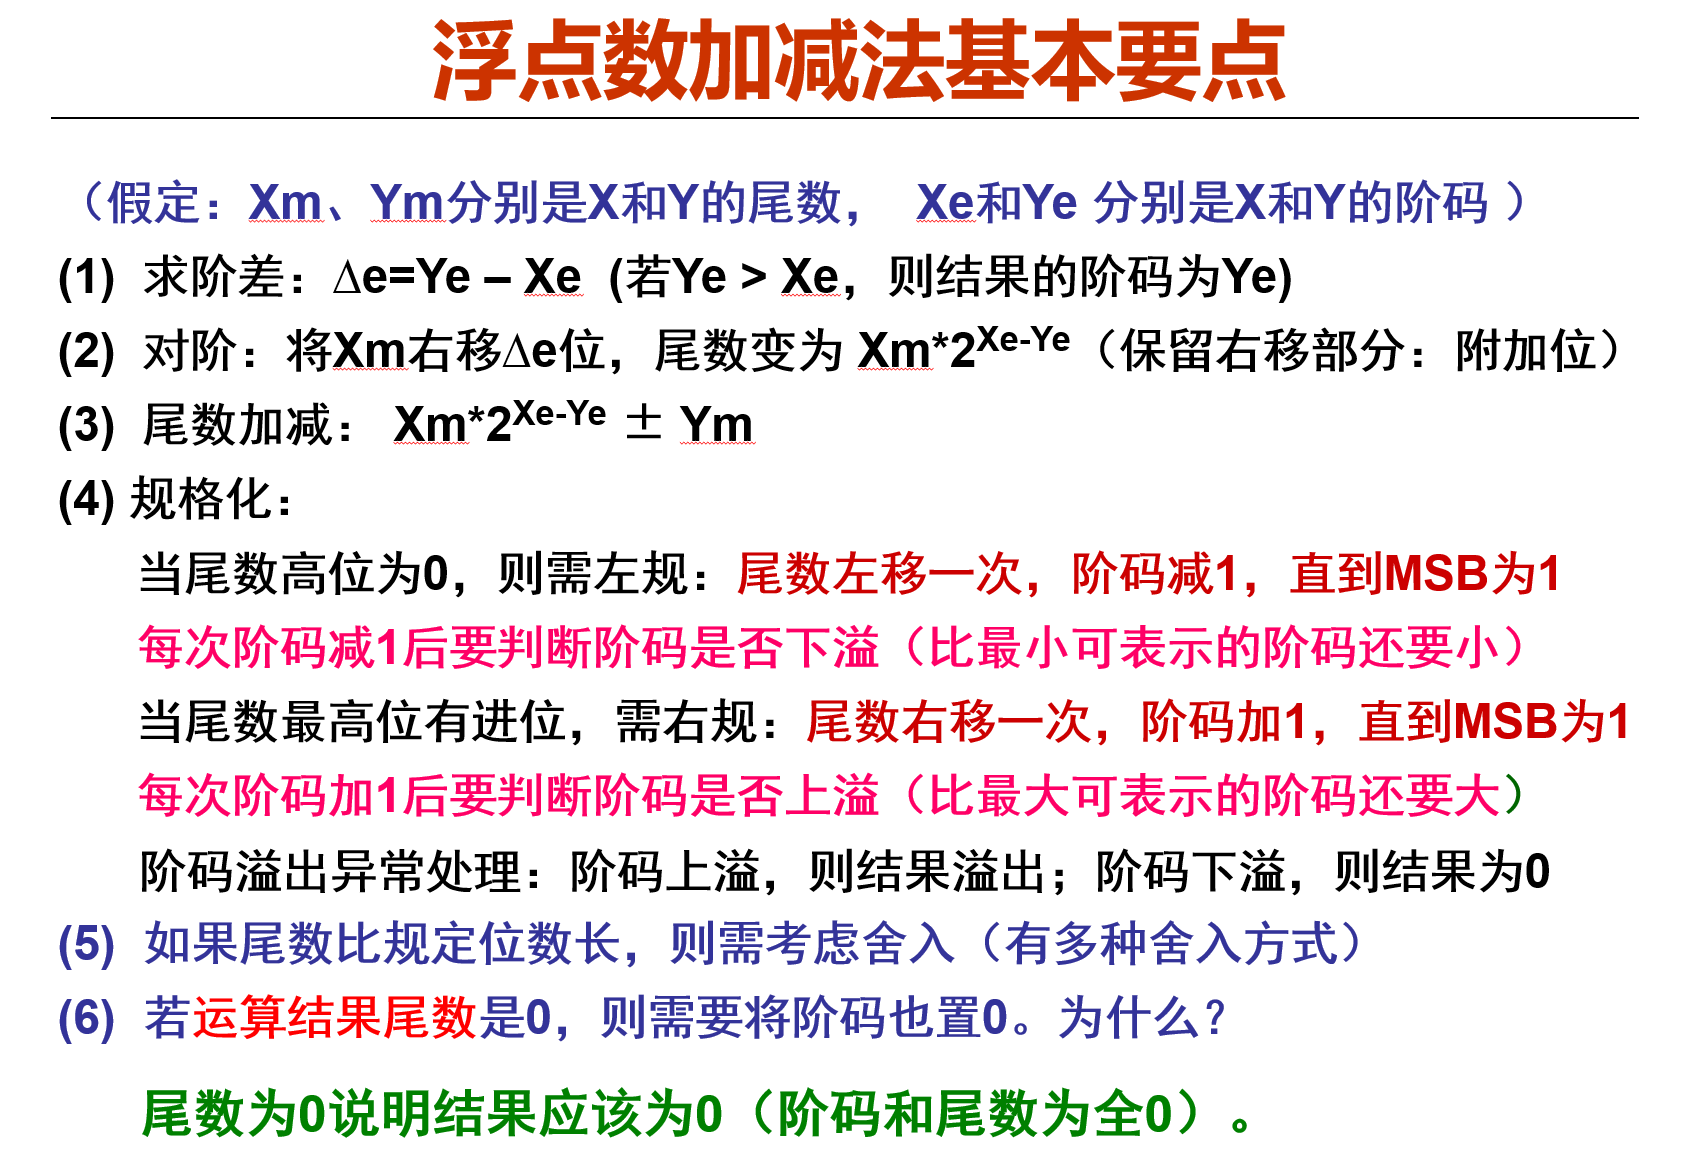 浮点数加减法基本要点
（假定：Xm、Ym分别是X和Y的尾数， Xe和Ye 分别是X和Y的阶码 ）
(1) 求阶差：∆e=Ye – Xe (若Ye > Xe，则结果的阶码为Ye)
(2) 对阶：将Xm右移∆e位，尾数变为 Xm*2^Xe-Ye（保留右移部分：附加位）
(3) 尾数加减： Xm*2^Xe-Ye ± Ym
(4) 规格化：
当尾数高位为0，则需左规：尾数左移一次，阶码减1，直到MSB为1
每次阶码减1后要判断阶码是否下溢（比最小可表示的阶码还要小）
当尾数最高位有进位，需右规：尾数右移一次，阶码加1，直到MSB为1
每次阶码加1后要判断阶码是否上溢（比最大可表示的阶码还要大）
阶码溢出异常处理：阶码上溢，则结果溢出；阶码下溢，则结果为0
(5) 如果尾数比规定位数长，则需考虑舍入（有多种舍入方式）
(6) 若运算结果尾数是0，则需要将阶码也置0。为什么？
尾数为0说明结果应该为0（阶码和尾数为全0）。